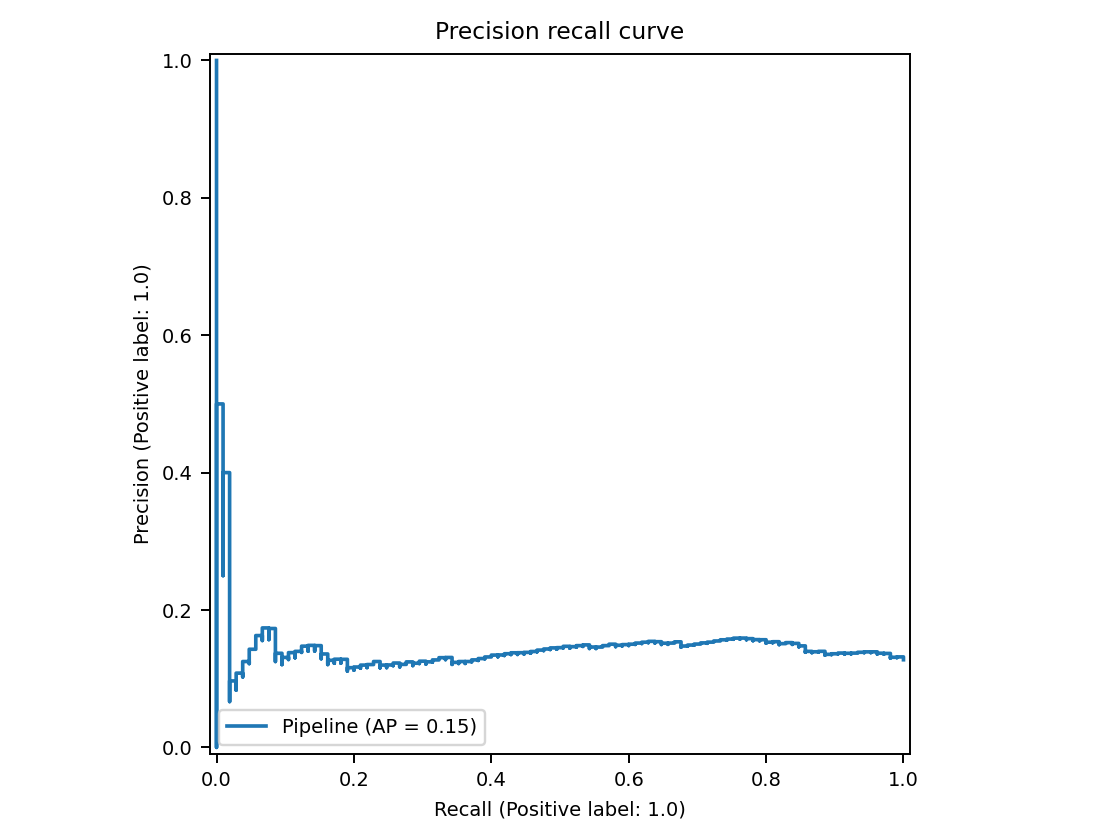 Precision recall curve
1.0
0.8
0.6
0.4
0.2
0.0
Precision (Positive label: 1.0)
Pipeline (AP = 0.15)
0.0 0.2 0.4 0.6 0.8 1.0
Recall (Positive label: 1.0)